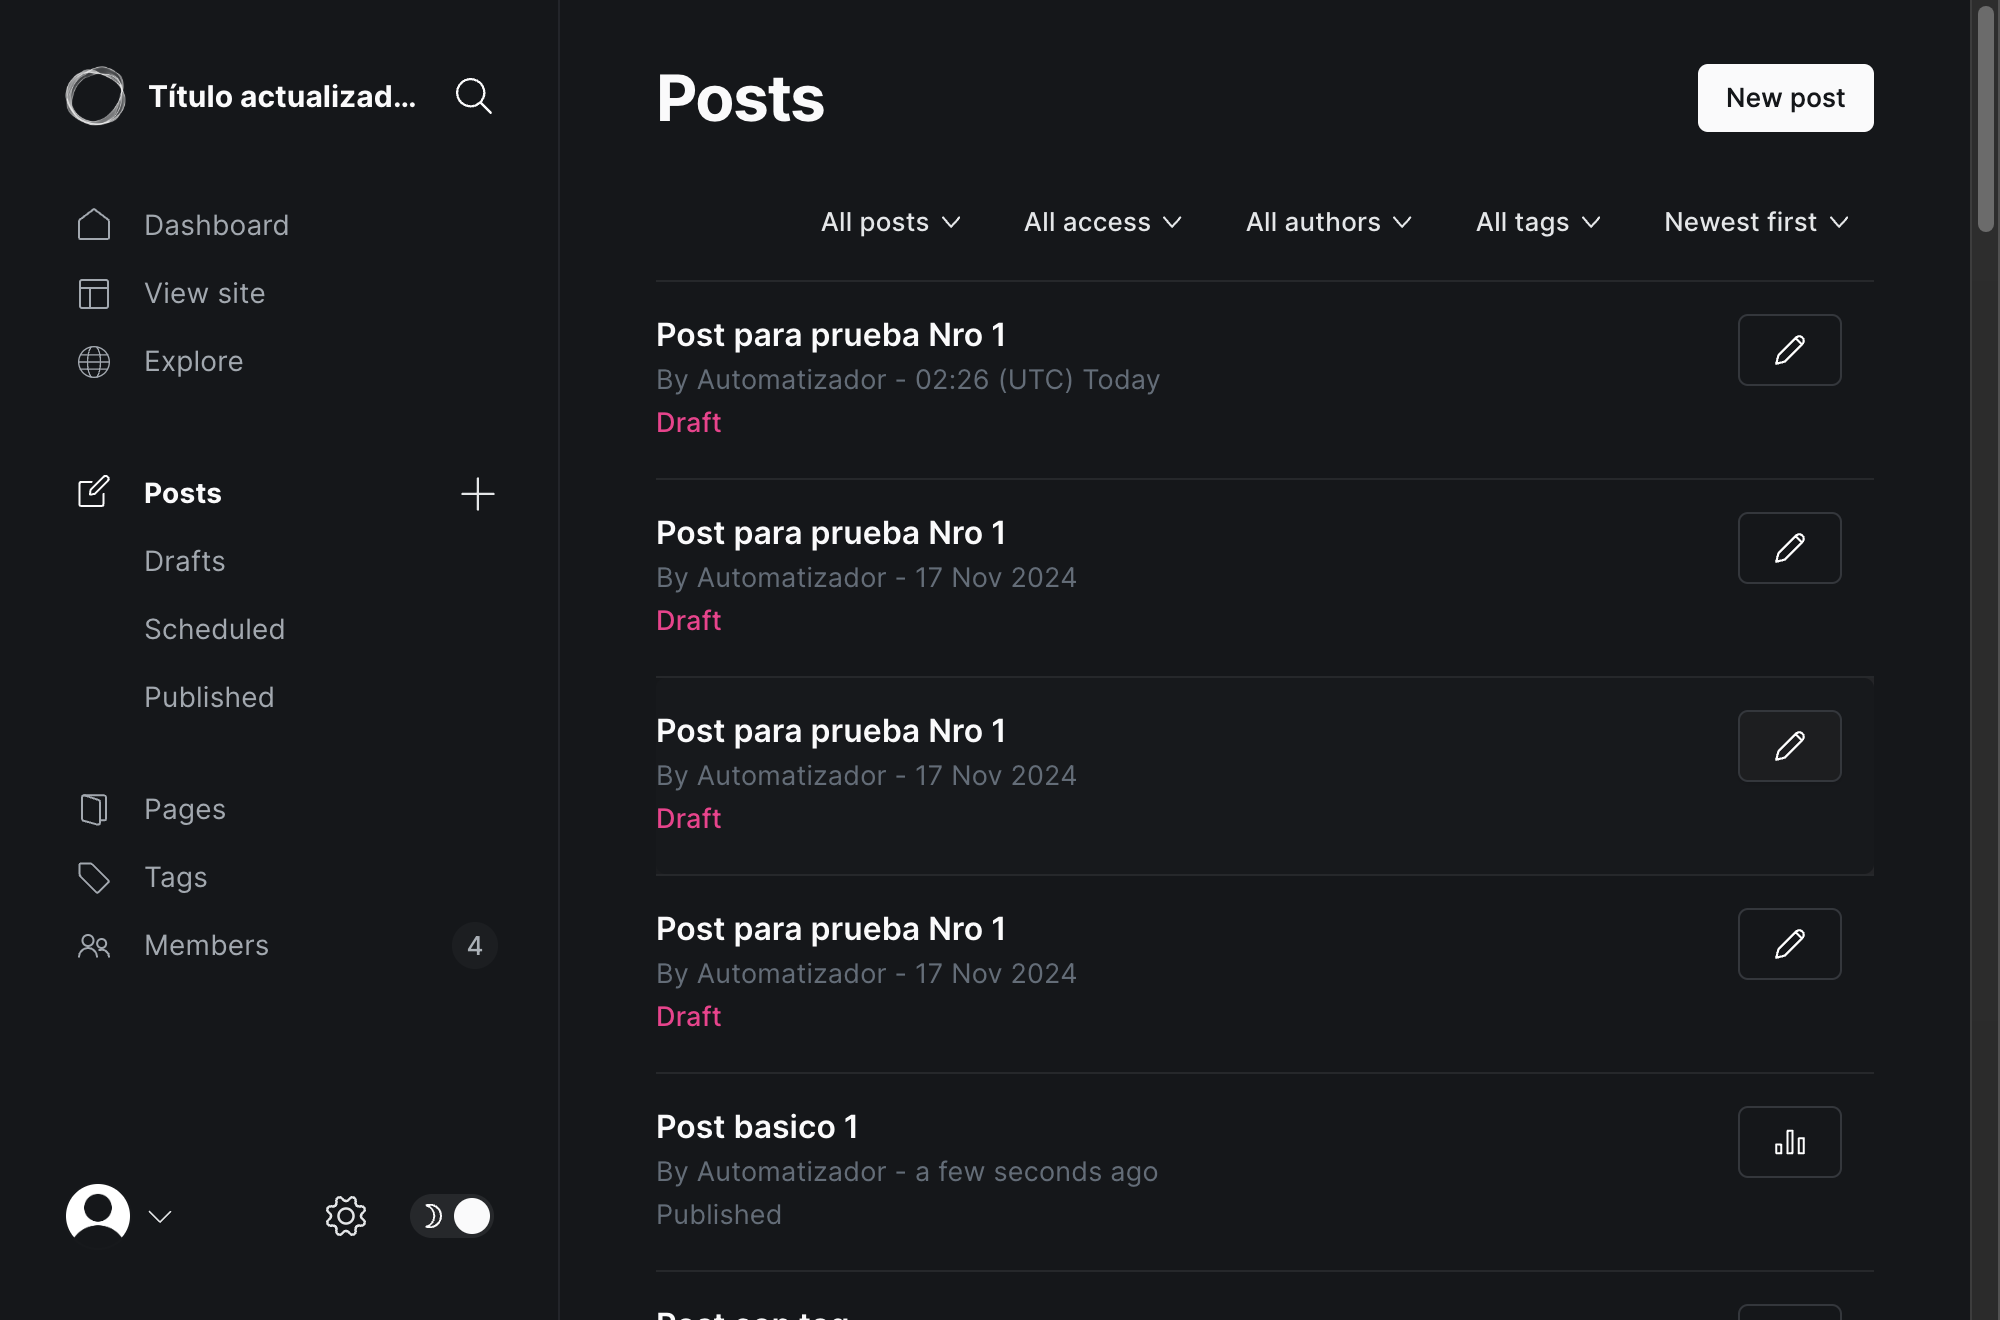 Título actualizad...
Dashboard
View site
Explore
Posts
Drafts
Scheduled
Published
Pages
Tags
Members
4
Posts
New post
All posts
All access
All authors
All tags
Newest first
Post para prueba Nro 1
By Automatizador - 02:26 (UTC) Today
Draft
Post para prueba Nro 1
By Automatizador - 17 Nov 2024
Draft
Post para prueba Nro 1
By Automatizador - 17 Nov 2024
Draft
Post para prueba Nro 1
By Automatizador - 17 Nov 2024
Draft
Post basico 1
By Automatizador - a few seconds ago
Published
Post con tag